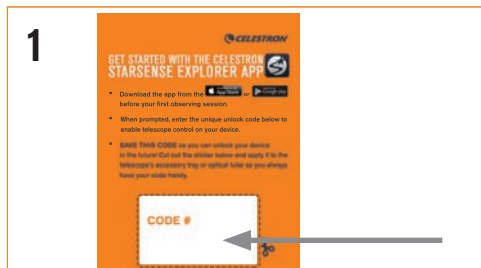 1
CELESTRON
GET STARTED WITH THE CELESTRON
STARSENSE EXPLORER APP
• Download the app from the App Store or Google play
before your first observing session.
• When prompted, enter the unique unlock code below to
enable telescope control on your device.
• SAVE THIS CODE so you can unlock your device
in the future! Cut out the sticker below and apply it to the
telescope's accessory tray or optical tube so you always
have your code handy.
CODE #